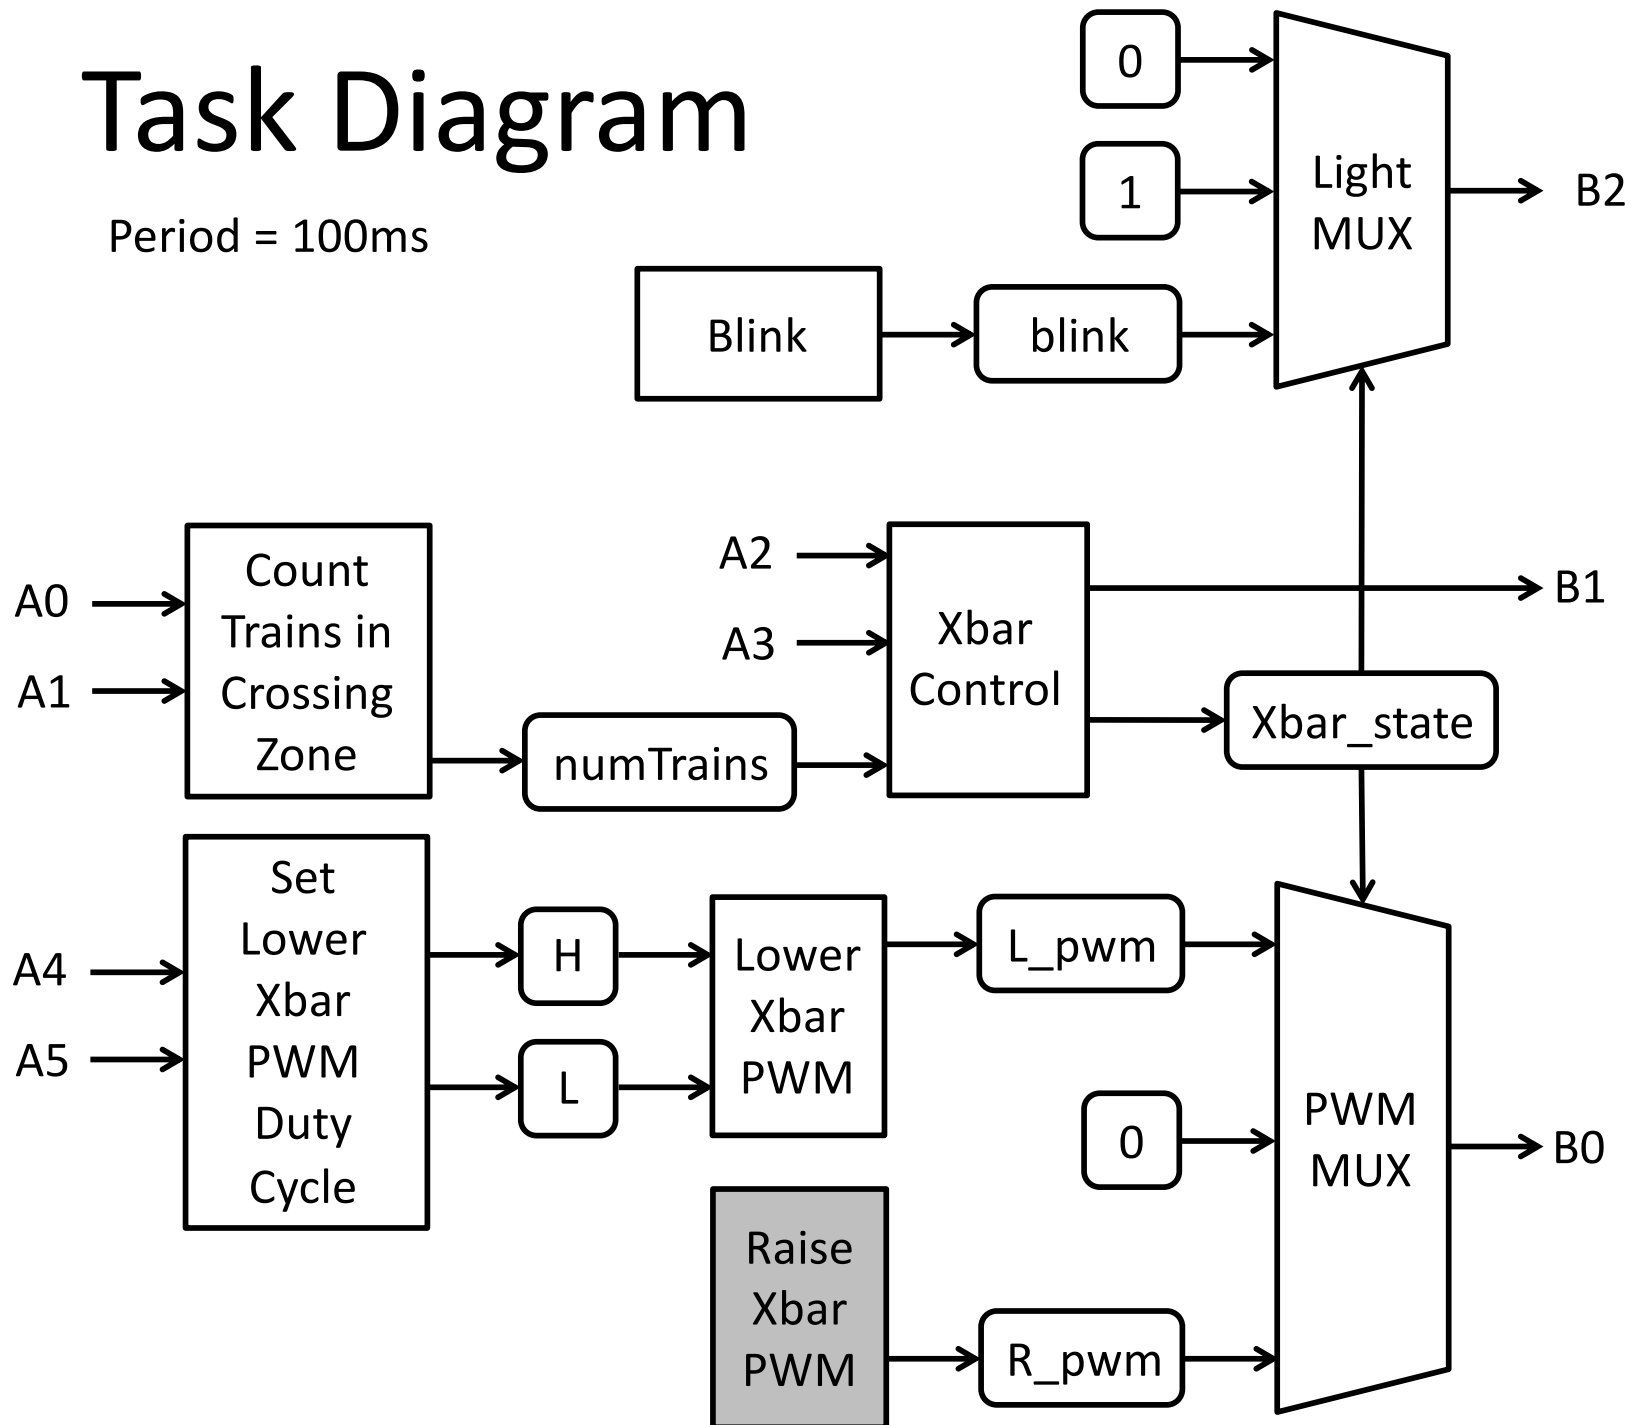 Task Diagram
Period = 100ms
0
1
Light
MUX
B2
Blink
blink
A0
A1
Count
Trains in
Crossing
Zone
numTrains
A2
A3
Xbar
Control
B1
Xbar_state
A4
A5
Set
Lower
Xbar
PWM
Duty
Cycle
H
L
Lower
Xbar
PWM
L_pwm
0
PWM
MUX
B0
Raise
Xbar
PWM
R_pwm